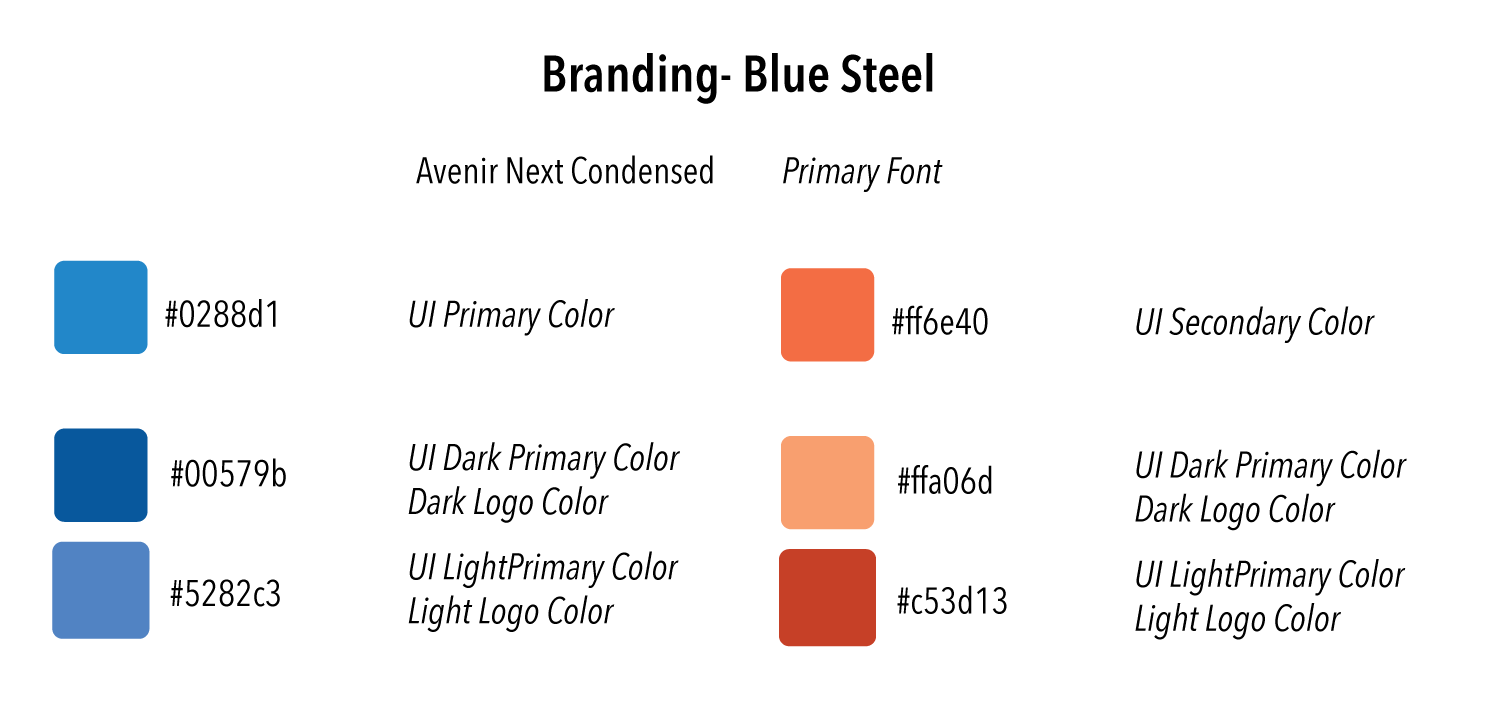 Branding- Blue Steel
Avenir Next Condensed
Primary Font
#0288d1
UI Primary Color
#ff6e40
UI Secondary Color
#00579b
UI Dark Primary Color
Dark Logo Color
#ffa06d
UI Dark Primary Color
Dark Logo Color
#5282c3
UI LightPrimary Color
Light Logo Color
#c53d13
UI LightPrimary Color
Light Logo Color